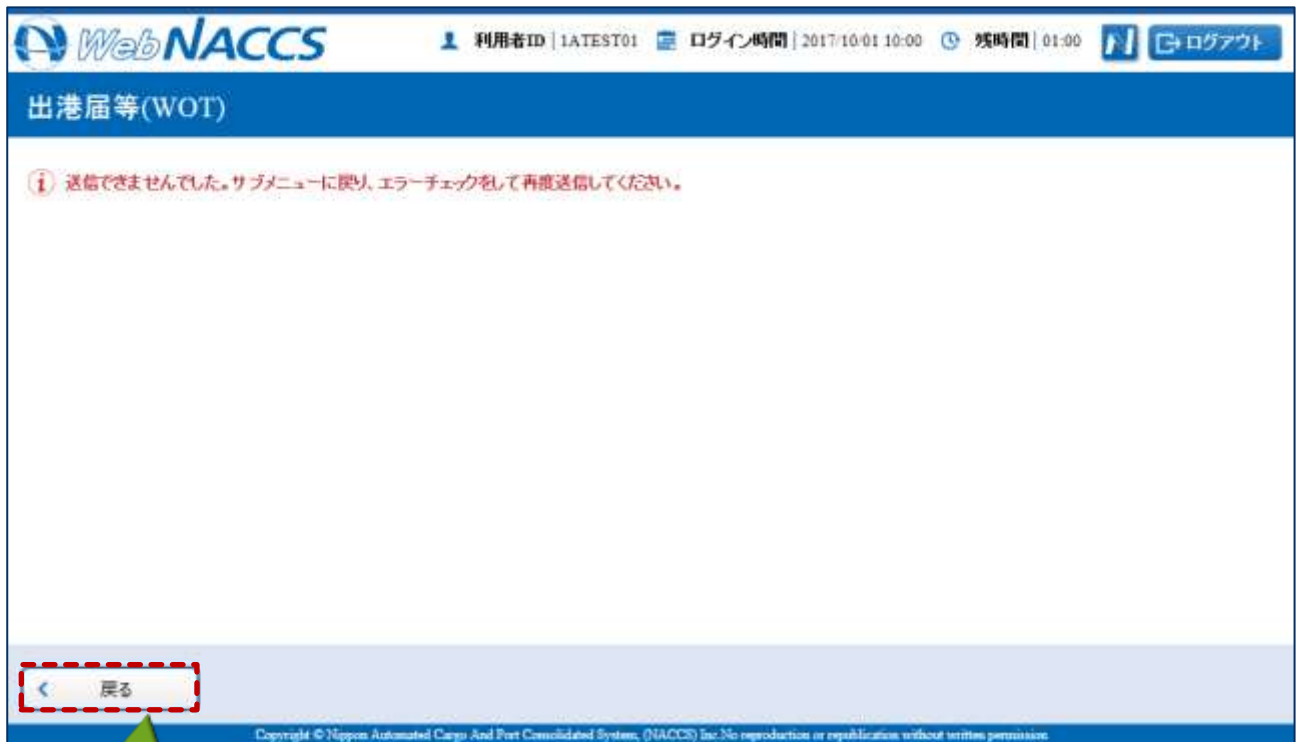 WebNACCS 利用者ID | 1ATEST01 ログイン時間 | 2017/10/01 10:00 残時間 | 01:00 ログアウト
出港届等(WOT)
送信できませんでした。サブメニューに戻り、エラーチェックをして再度送信してください。
戻る
Copyright © Nippon Automated Cargo And Port Consolidated System, (NACCS) Inc.No reproduction or republication without written permission.